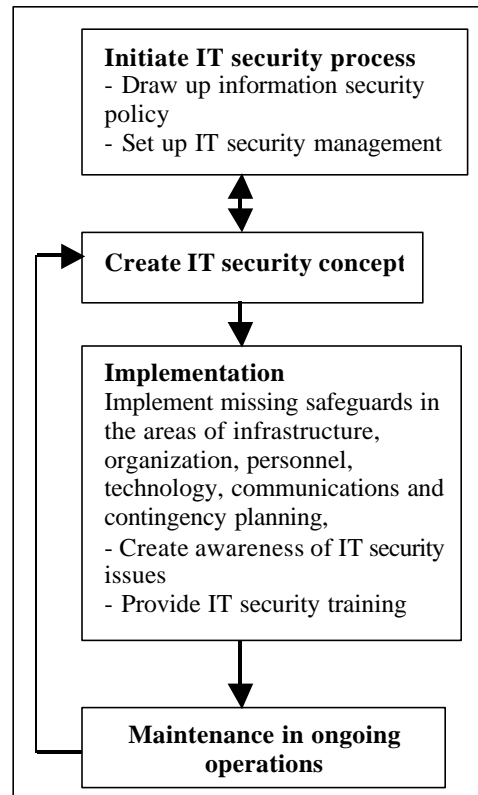 Initiate IT security process
- Draw up information security
policy
- Set up IT security management
Create IT security concept
Implementation
Implement missing safeguards in
the areas of infrastructure,
organization, personnel,
technology, communications and
contingency planning,
- Create awareness of IT security
issues
- Provide IT security training
Maintenance in ongoing
operations